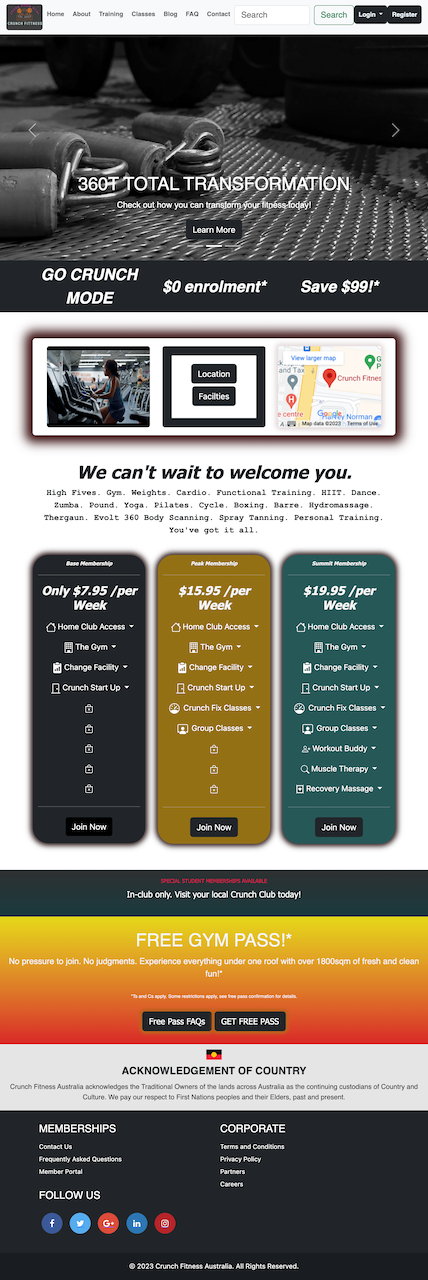 CRUNCH FITTNESS
Home About Training Classes Blog FAQ Contact Search Search Login Register
360T TOTAL TRANSFORMATION
Check out how you can transform your fitness today!
Learn More
GO CRUNCH
MODE
$0 enrolment*
Save $99!*
Location
Facilties
View larger map
Crunch Fitnes
e centre
Harvey Norman
Google
Map data ©2023 Terms of Use
We can't wait to welcome you.
High Fives. Gym. Weights. Cardio. Functional Training. HIIT. Dance.
Zumba. Pound. Yoga. Pilates. Cycle. Boxing. Barre. Hydromassage.
Thergaun. Evolt 360 Body Scanning. Spray Tanning. Personal Training.
You've got it all.
Base Membership
Only $7.95 /per
Week
Home Club Access
The Gym
Change Facility
Crunch Start Up
Join Now
Peak Membership
$15.95 /per
Week
Home Club Access
The Gym
Change Facility
Crunch Start Up
Crunch Fix Classes
Group Classes
Join Now
Summit Membership
$19.95 /per
Week
Home Club Access
The Gym
Change Facility
Crunch Start Up
Crunch Fix Classes
Group Classes
Workout Buddy
Muscle Therapy
Recovery Massage
Join Now
SPECIAL STUDENT MEMBERSHIPS AVAILABLE
In-club only. Visit your local Crunch Club today!
FREE GYM PASS!*
No pressure to join. No judgments. Experience everything under one roof with over 1800sqm of fresh and clean
fun!*
*Ts and Cs apply. Some restrictions apply, see free pass confirmation for details.
Free Pass FAQs
GET FREE PASS
ACKNOWLEDGEMENT OF COUNTRY
Crunch Fitness Australia acknowledges the Traditional Owners of the lands across Australia as the continuing custodians of Country and
Culture. We pay our respect to First Nations peoples and their Elders, past and present.
MEMBERSHIPS
Contact Us
Frequently Asked Questions
Member Portal
CORPORATE
Terms and Conditions
Privacy Policy
Partners
Careers
FOLLOW US
© 2023 Crunch Fitness Australia. All Rights Reserved.